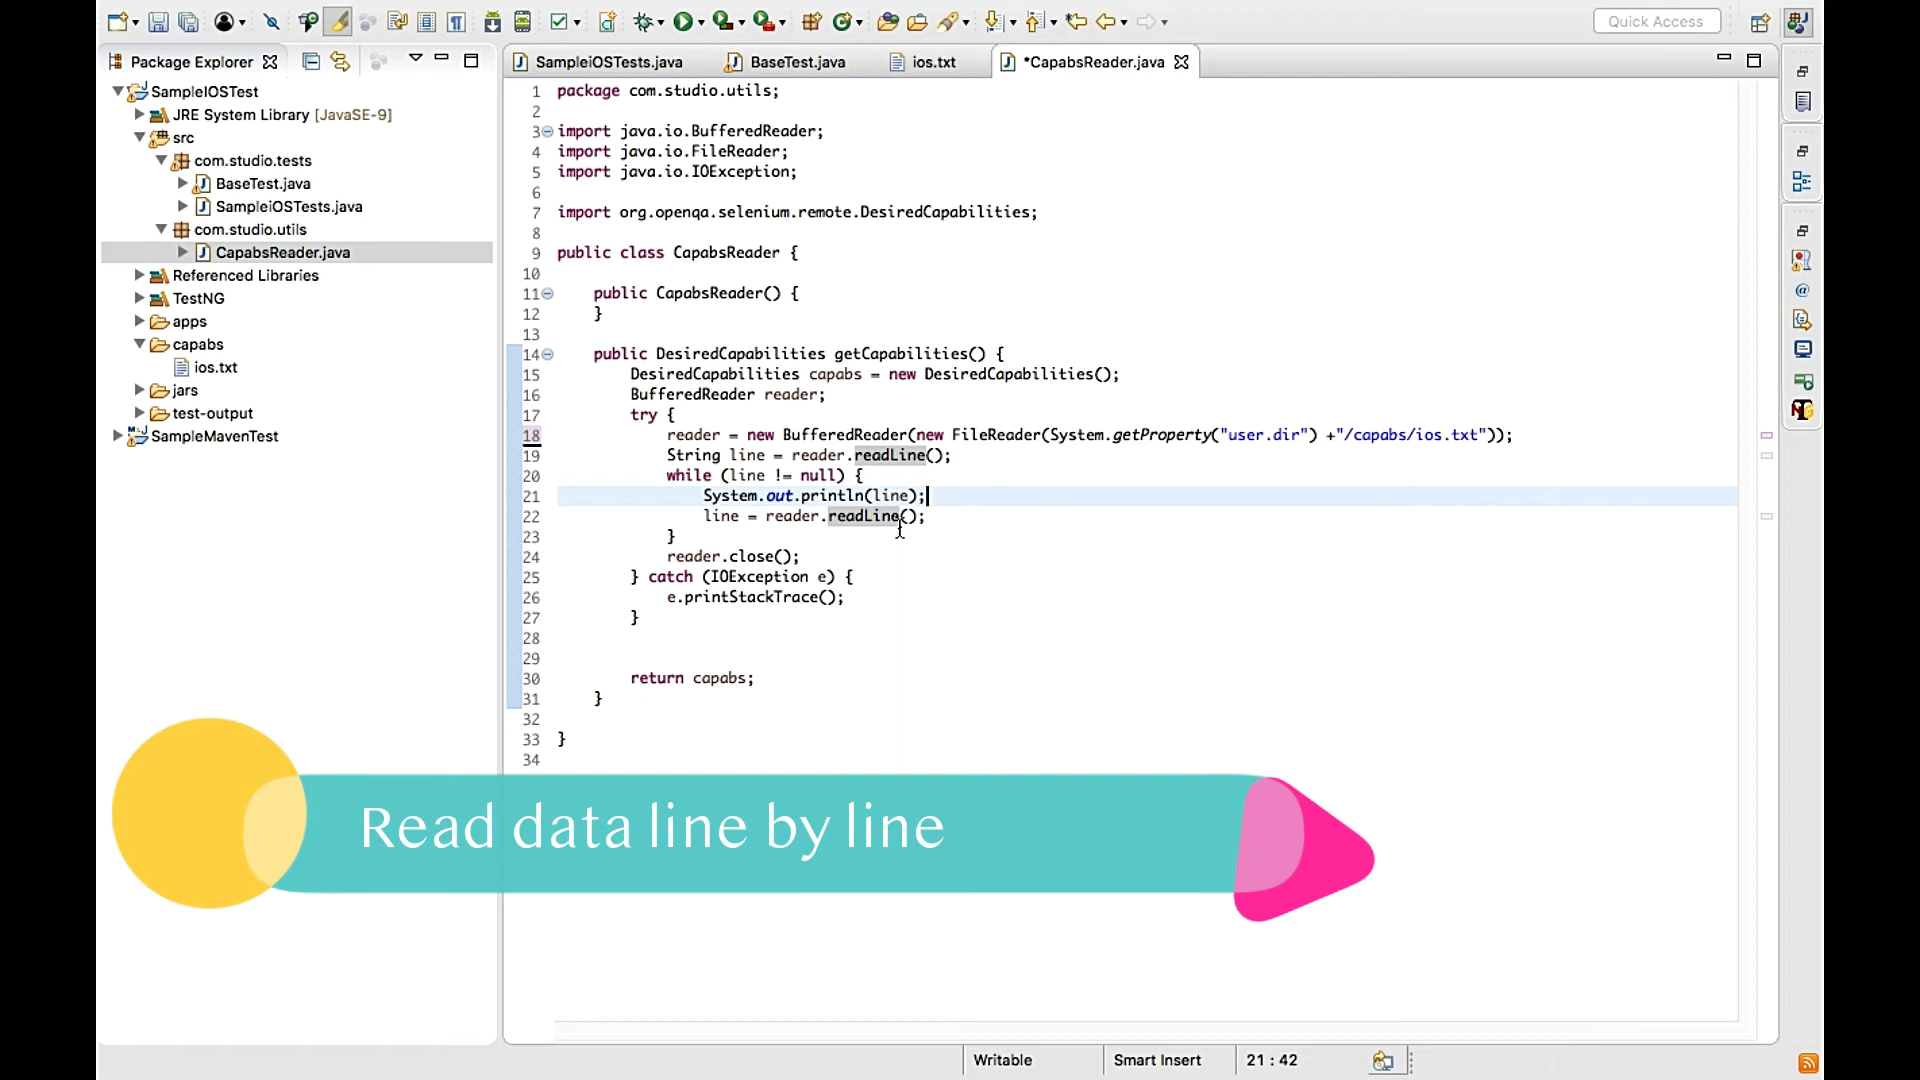 Quick Access
Package Explorer
SampleIOSTest
JRE System Library [JavaSE-9]
src
com.studio.tests
BaseTest.java
SampleiOSTests.java
com.studio.utils
CapabsReader.java
Referenced Libraries
TestNG
apps
capabs
ios.txt
jars
test-output
SampleMavenTest
SampleiOSTests.java
BaseTest.java
ios.txt
*CapabsReader.java
1 package com.studio.utils;
2
3 import java.io.BufferedReader;
4 import java.io.FileReader;
5 import java.io.IOException;
6
7 import org.openqa.selenium.remote.DesiredCapabilities;
8
9 public class CapabsReader {
10
11 public CapabsReader() {
12 }
13
14 public DesiredCapabilities getCapabilities() {
15 DesiredCapabilities capabs = new DesiredCapabilities();
16 BufferedReader reader;
17 try {
18 reader = new BufferedReader(new FileReader(System.getProperty("user.dir") +"/capabs/ios.txt"));
19 String line = reader.readLine();
20 while (line != null) {
21 System.out.println(line);
22 line = reader.readLine();
23 }
24 reader.close();
25 } catch (IOException e) {
26 e.printStackTrace();
27 }
28
29
30 return capabs;
31 }
32
33 }
34
Read data line by line
Writable
Smart Insert
21 : 42